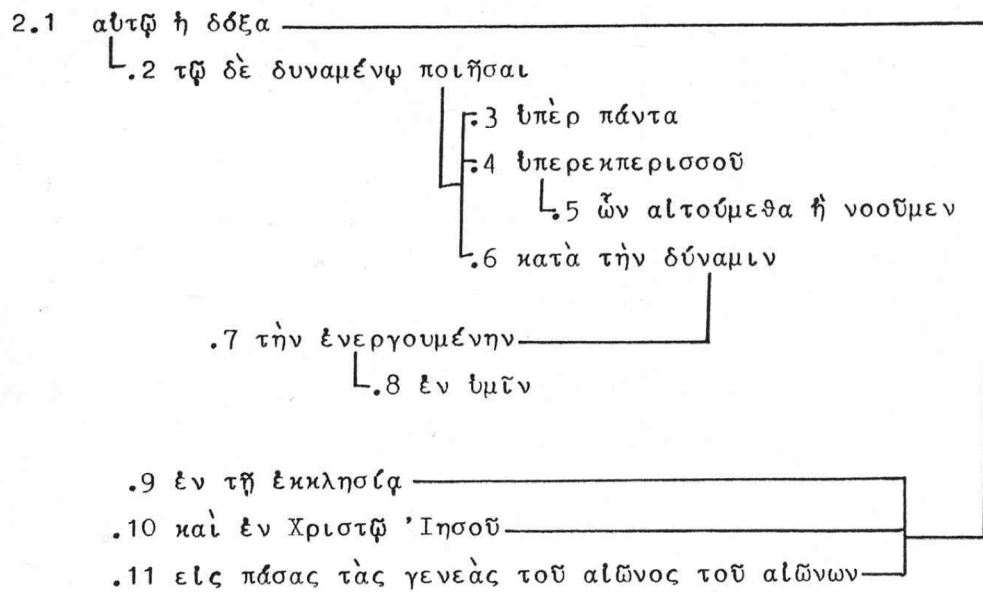 2.1 αὐτῷ ἡ δόξα
.2 τῷ δὲ δυναμένῳ ποιῆσαι
.3 ὑπὲρ πάντα
.4 ὑπερεκπερισσοῦ
.5 ὧν αἰτούμεθα ἢ νοοῦμεν
.6 κατὰ τὴν δύναμιν
.7 τὴν ἐνεργουμένην
.8 ἐν ὑμῖν
.9 ἐν τῇ ἐκκλησίᾳ
.10 καὶ ἐν Χριστῷ Ἰησοῦ
.11 εἰς πάσας τὰς γενεὰς τοῦ αἰῶνος τοῦ αἰῶνων